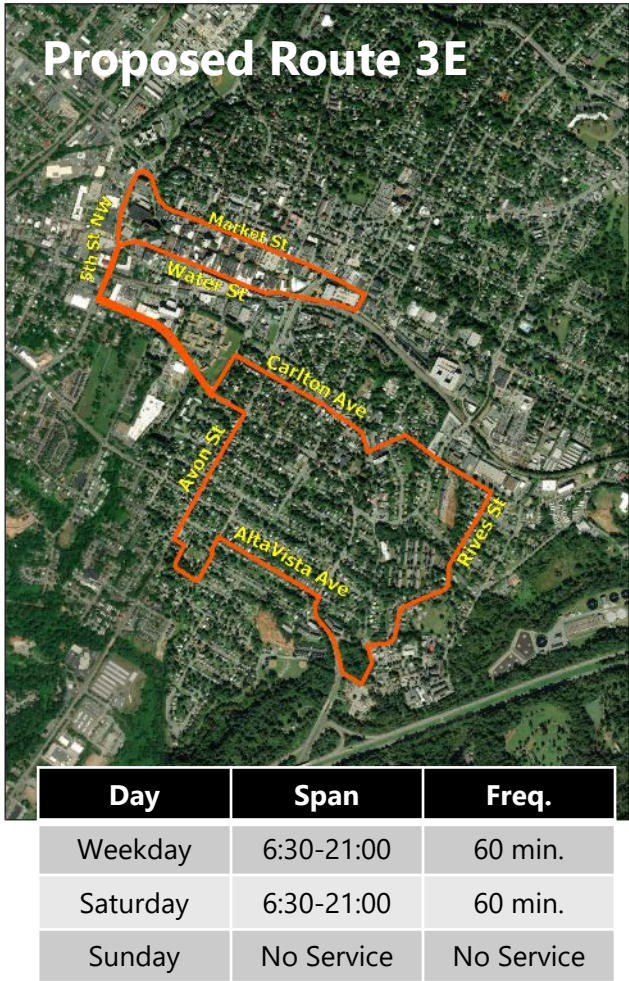 Proposed Route 3E
Market St
5th St NW
Water St
Carlton Ave
Avon St
Rives St
AltaVista Ave
Day Span Freq.
Weekday 6:30-21:00 60 min.
Saturday 6:30-21:00 60 min.
Sunday No Service No Service